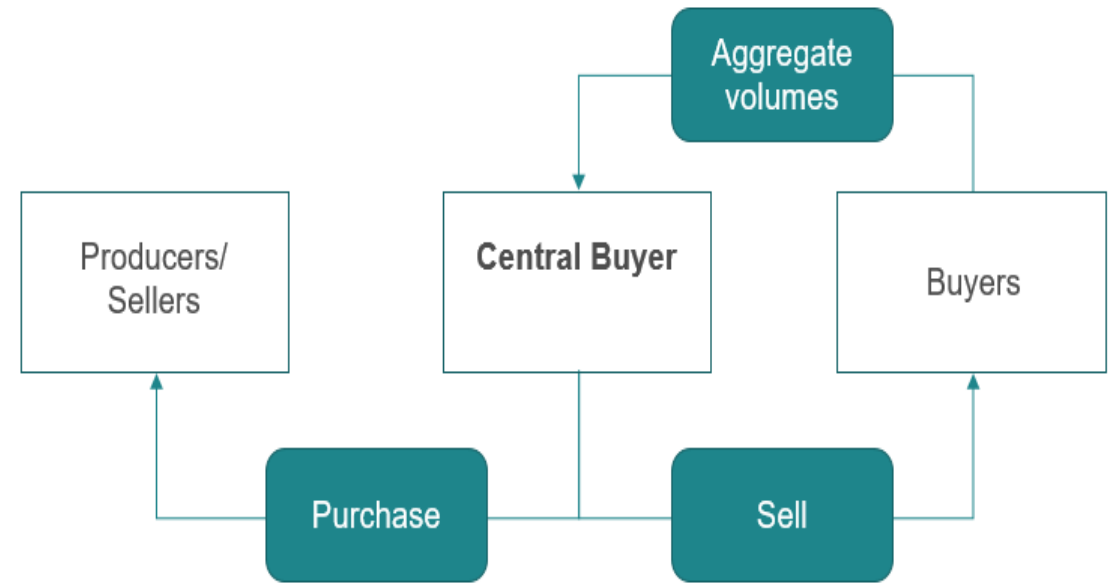 Aggregate
volumes
Producers/
Sellers
Central Buyer
Buyers
Purchase
Sell